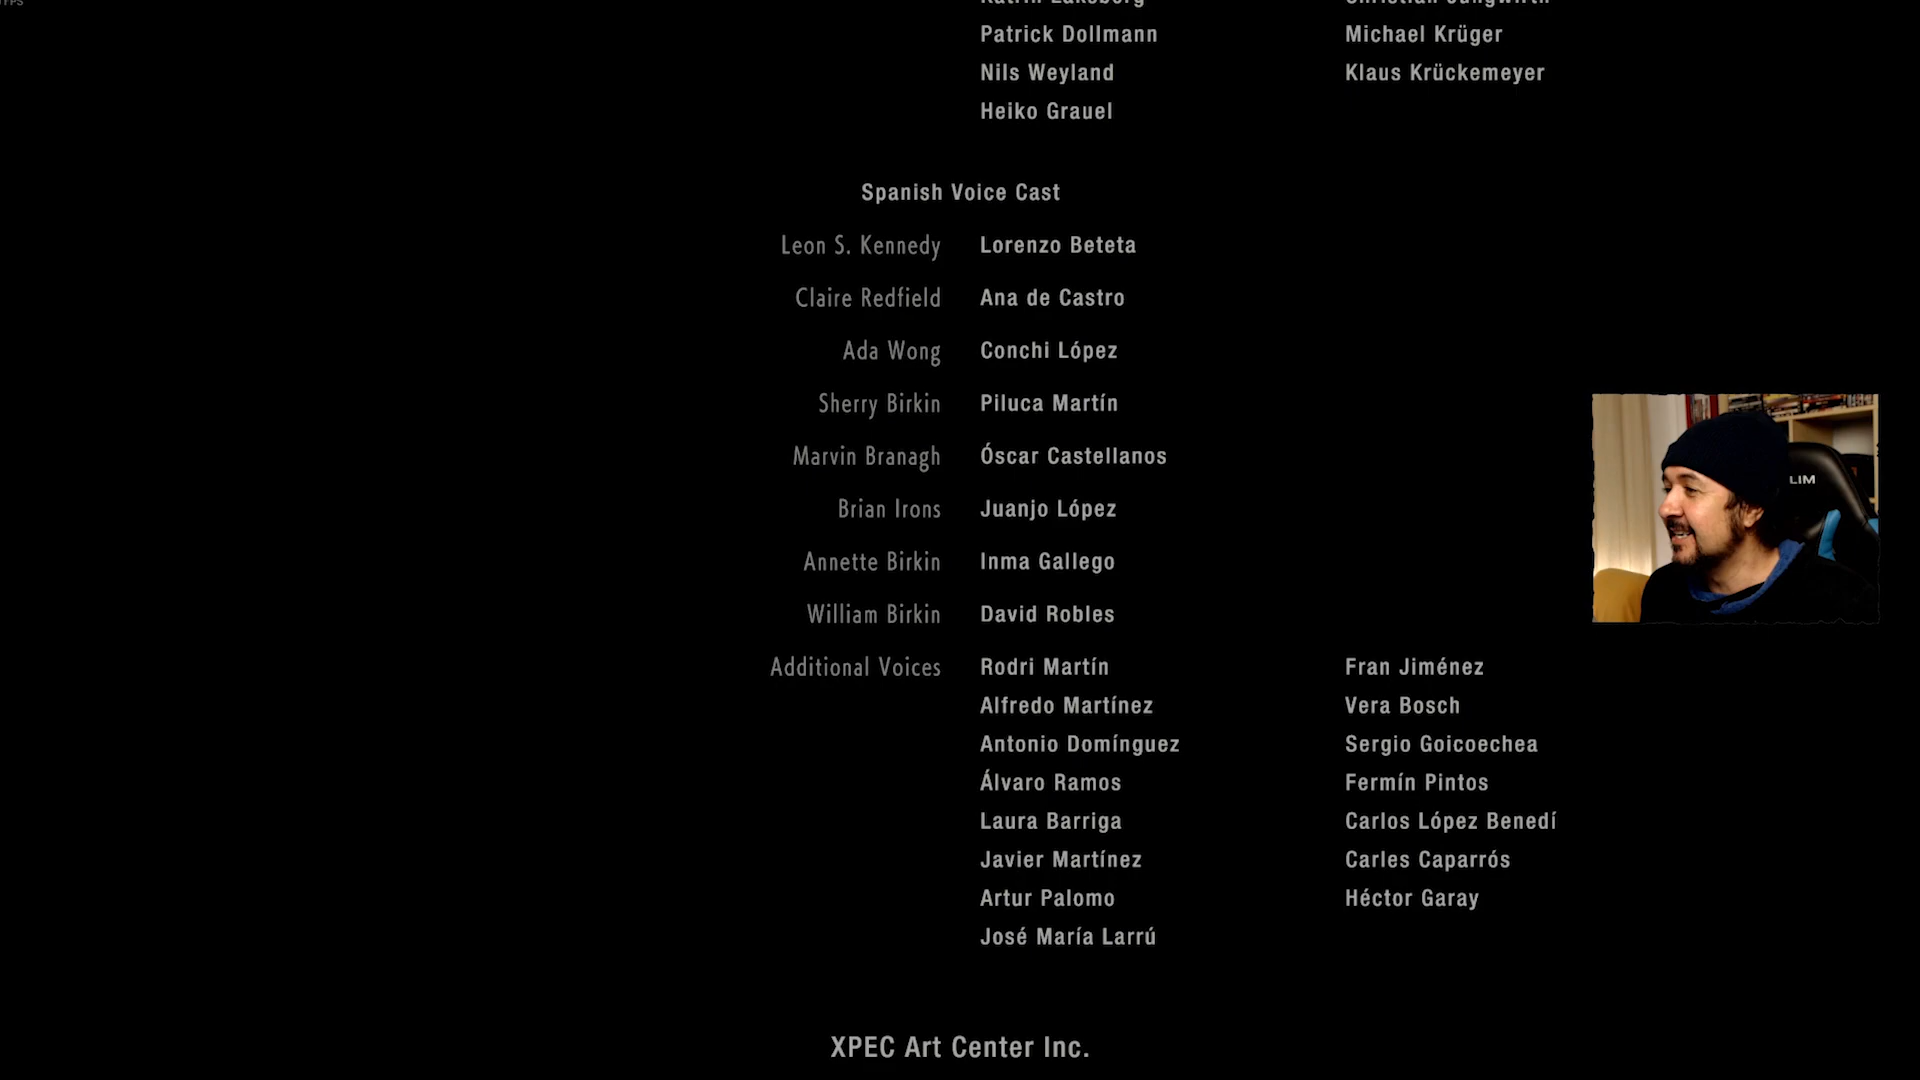 Patrick Dollmann Michael Krüger
Nils Weyland Klaus Krückemeyer
Heiko Grauel
Spanish Voice Cast
Leon S. Kennedy Lorenzo Beteta
Claire Redfield Ana de Castro
Ada Wong Conchi López
Sherry Birkin Piluca Martín
Marvin Branagh Óscar Castellanos
Brian Irons Juanjo López
Annette Birkin Inma Gallego
William Birkin David Robles
Additional Voices Rodri Martín Fran Jiménez
Alfredo Martínez Vera Bosch
Antonio Domínguez Sergio Goicoechea
Álvaro Ramos Fermín Pintos
Laura Barriga Carlos López Benedí
Javier Martínez Carles Caparrós
Artur Palomo Héctor Garay
José María Larrú
XPEC Art Center Inc.
LIM